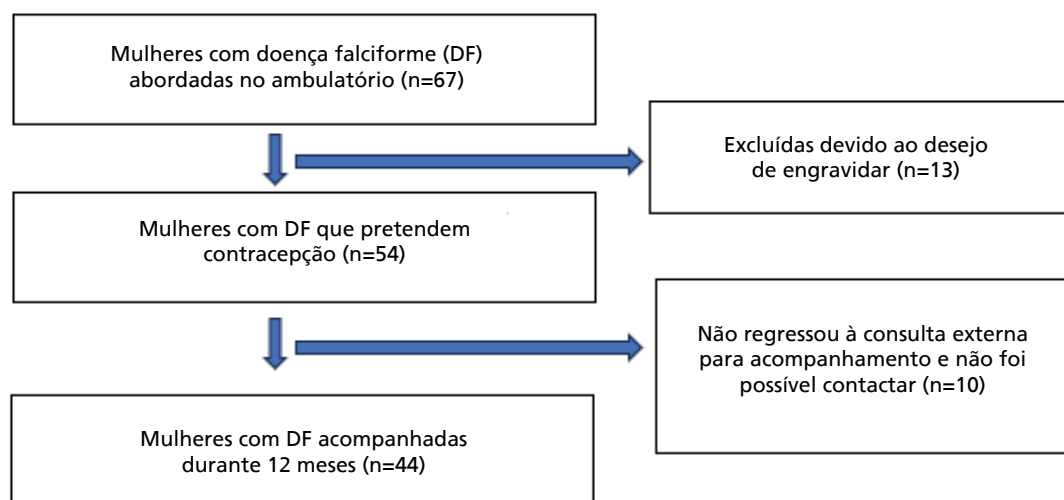 Mulheres com doença falciforme (DF)
abordadas no ambulatório (n=67)
Excluídas devido ao desejo
de engravidar (n=13)
Mulheres com DF que pretendem
contracepção (n=54)
Não regressou à consulta externa
para acompanhamento e não foi
possível contactar (n=10)
Mulheres com DF acompanhadas
durante 12 meses (n=44)